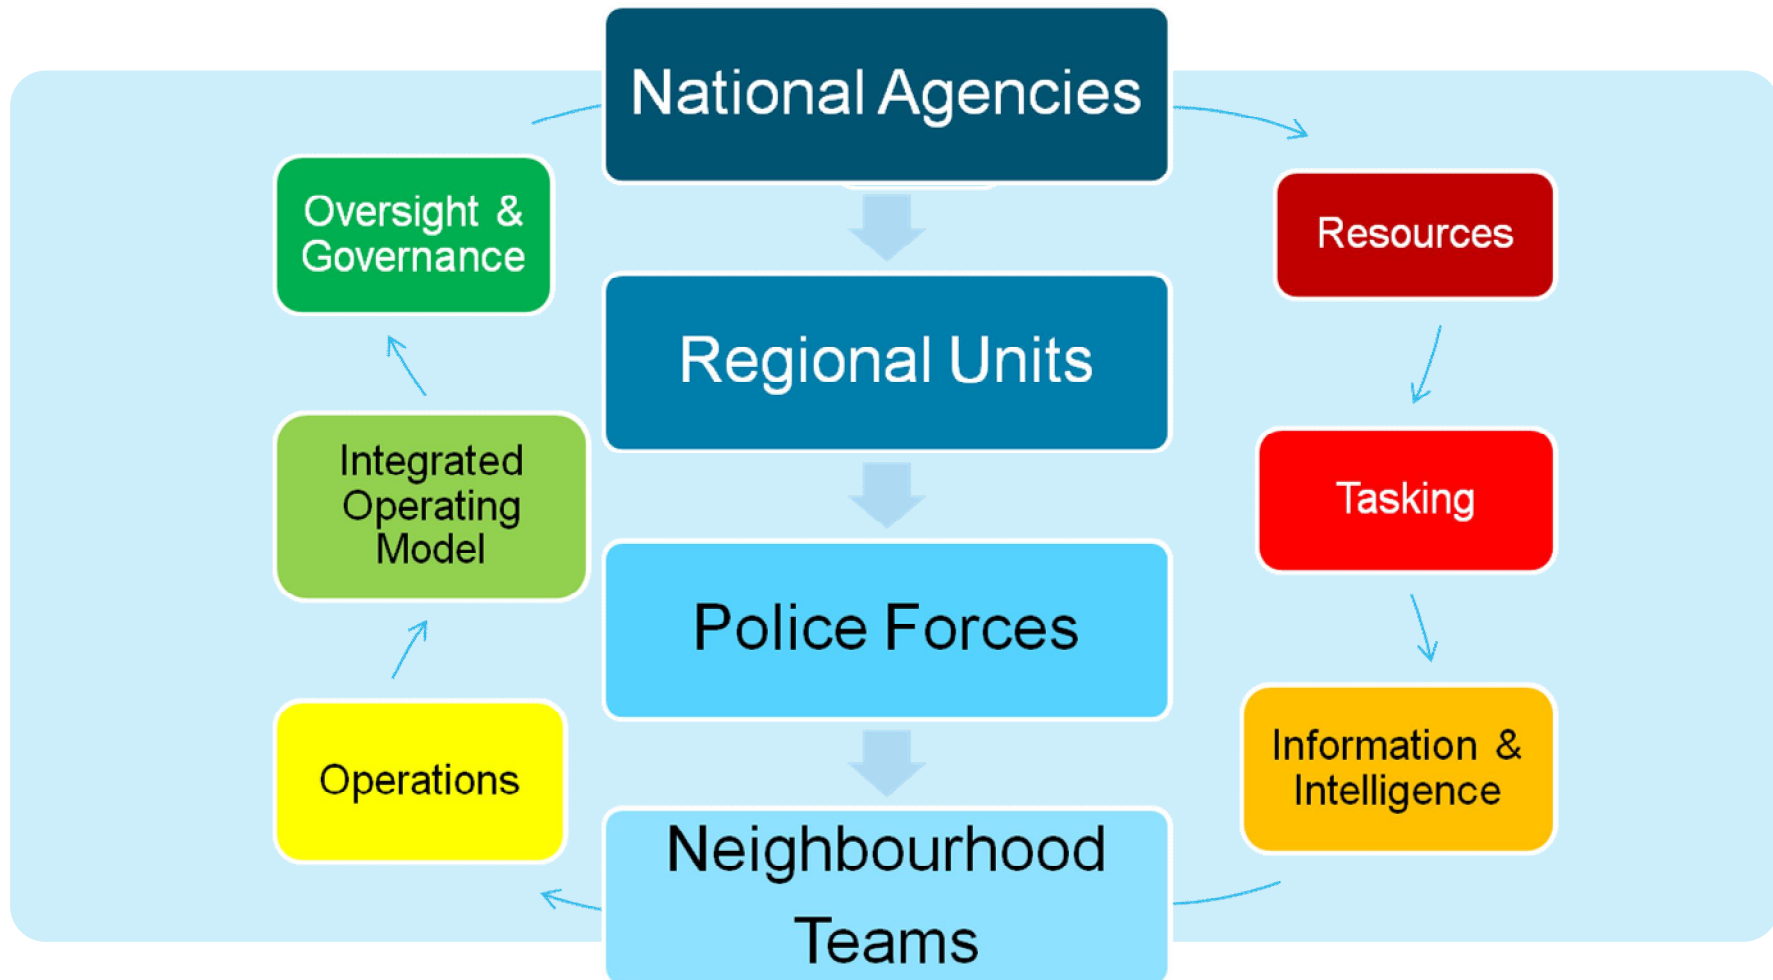 National Agencies
Oversight &
Governance
Resources
Regional Units
Integrated
Operating
Model
Tasking
Police Forces
Operations
Information &
Intelligence
Neighbourhood
Teams